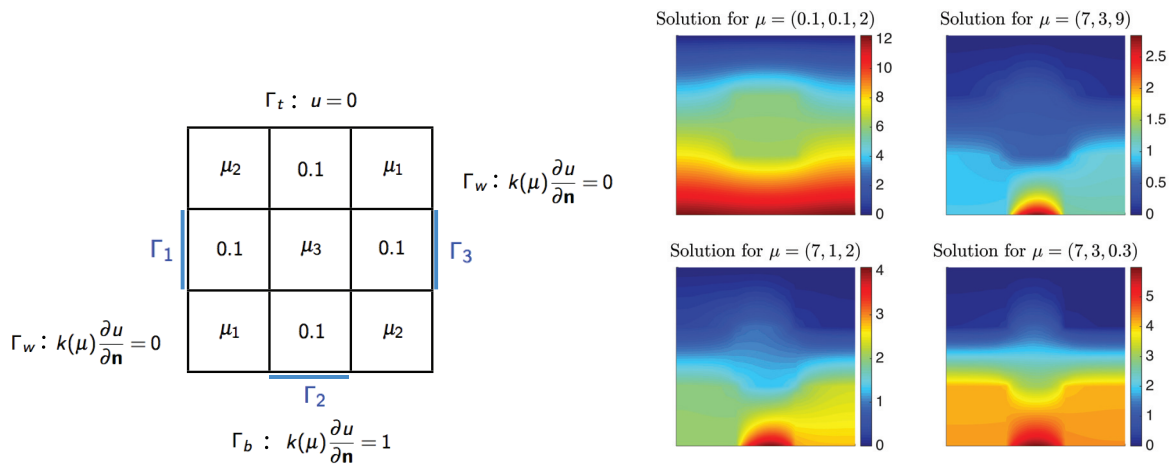 Γt : u = 0
μ2 0.1 μ1
Γw : k(μ) ∂u/∂n = 0
Γ1 0.1 μ3 0.1 Γ3
Γw : k(μ) ∂u/∂n = 0
μ1 0.1 μ2
Γ2
Γb : k(μ) ∂u/∂n = 1
Solution for μ = (0.1, 0.1, 2)
12
10
8
6
4
2
0
Solution for μ = (7, 3, 9)
2.5
2
1.5
1
0.5
0
Solution for μ = (7, 1, 2)
4
3
2
1
0
Solution for μ = (7, 3, 0.3)
5
4
3
2
1
0